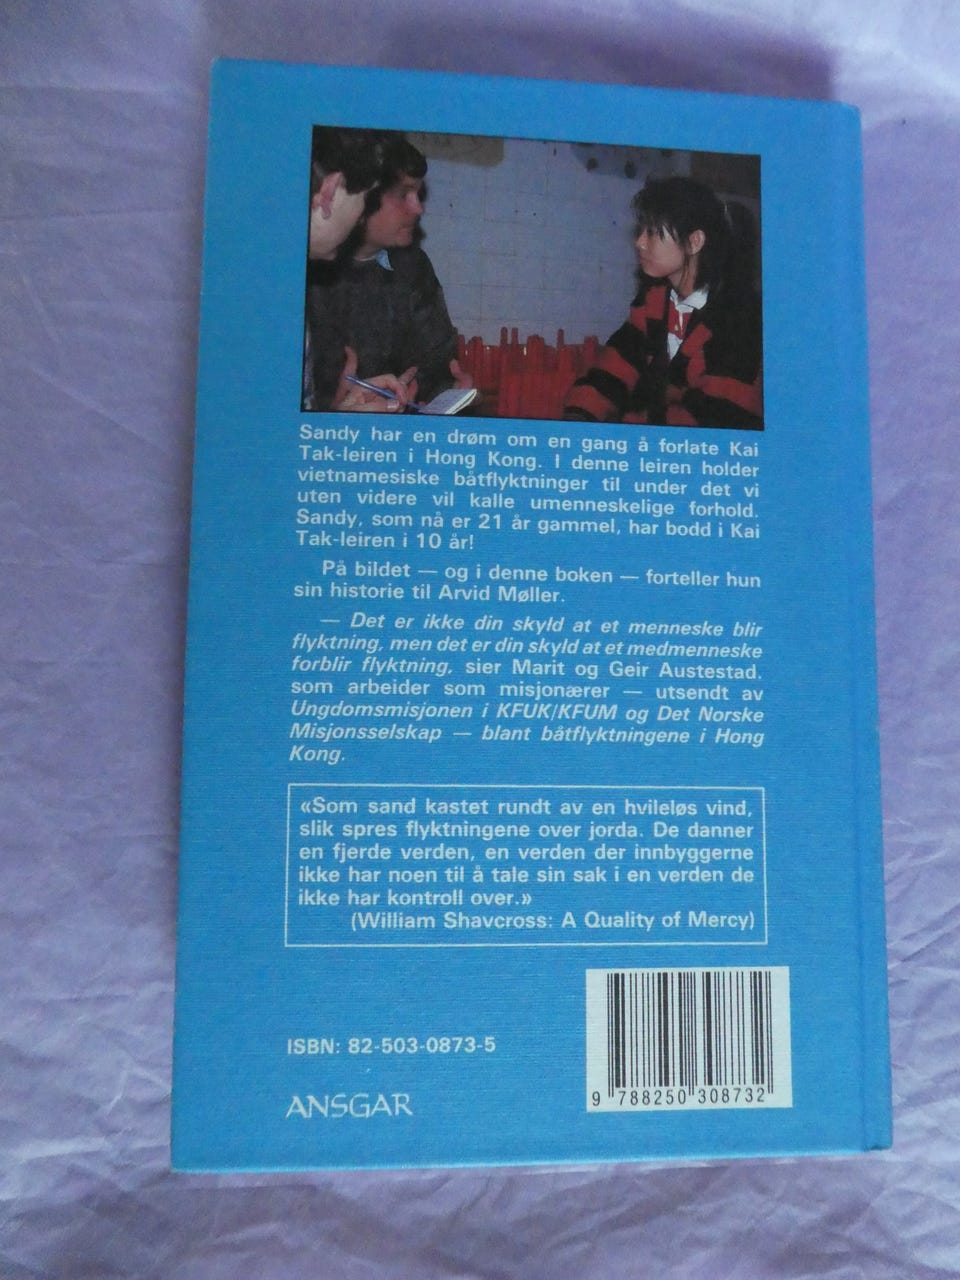 Sandy har en drøm om en gang å forlate Kai
Tak-leiren i Hong Kong. I denne leiren holder
vietnamesiske båtflyktninger til under det vi
uten videre vil kalle umenneskelige forhold.
Sandy, som nå er 21 år gammel, har bodd i Kai
Tak-leiren i 10 år!
På bildet — og i denne boken — forteller hun
sin historie til Arvid Møller.
— Det er ikke din skyld at et menneske blir
flyktning, men det er din skyld at et medmenneske
forblir flyktning, sier Marit og Geir Austestad.
som arbeider som misjonærer — utsendt av
Ungdomsmisjonen i KFUK/KFUM og Det Norske
Misjonsselskap — blant båtflyktningene i Hong
Kong.
«Som sand kastet rundt av en hvileløs vind,
slik spres flyktningene over jorda. De danner
en fjerde verden, en verden der innbyggerne
ikke har noen til å tale sin sak i en verden de
ikke har kontroll over.»
(William Shavcross: A Quality of Mercy)
ISBN: 82-503-0873-5
ANSGAR
9 788250 308732